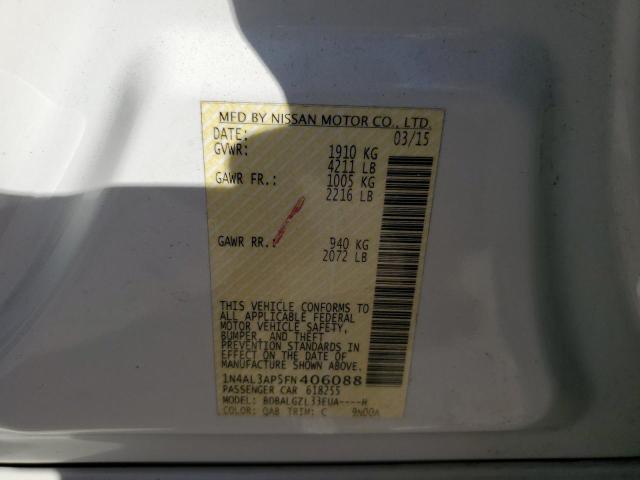 MFD BY NISSAN MOTOR CO., LTD.
DATE: 03/15
GVWR: 1910 KG
4211 LB
GAWR FR.: 1005 KG
2216 LB
GAWR RR.: 940 KG
2072 LB
THIS VEHICLE CONFORMS TO
ALL APPLICABLE FEDERAL
MOTOR VEHICLE SAFETY,
BUMPER, AND THEFT
PREVENTION STANDARDS
IN EFFECT ON THE DATE OF
MANUFACTURE SHOWN ABOVE.
1N4AL3AP5FN406088
PASSENGER CAR 618255
MODEL: BDBALGZL33EUA----H
COLOR: QAB TRIM: C 9N00A